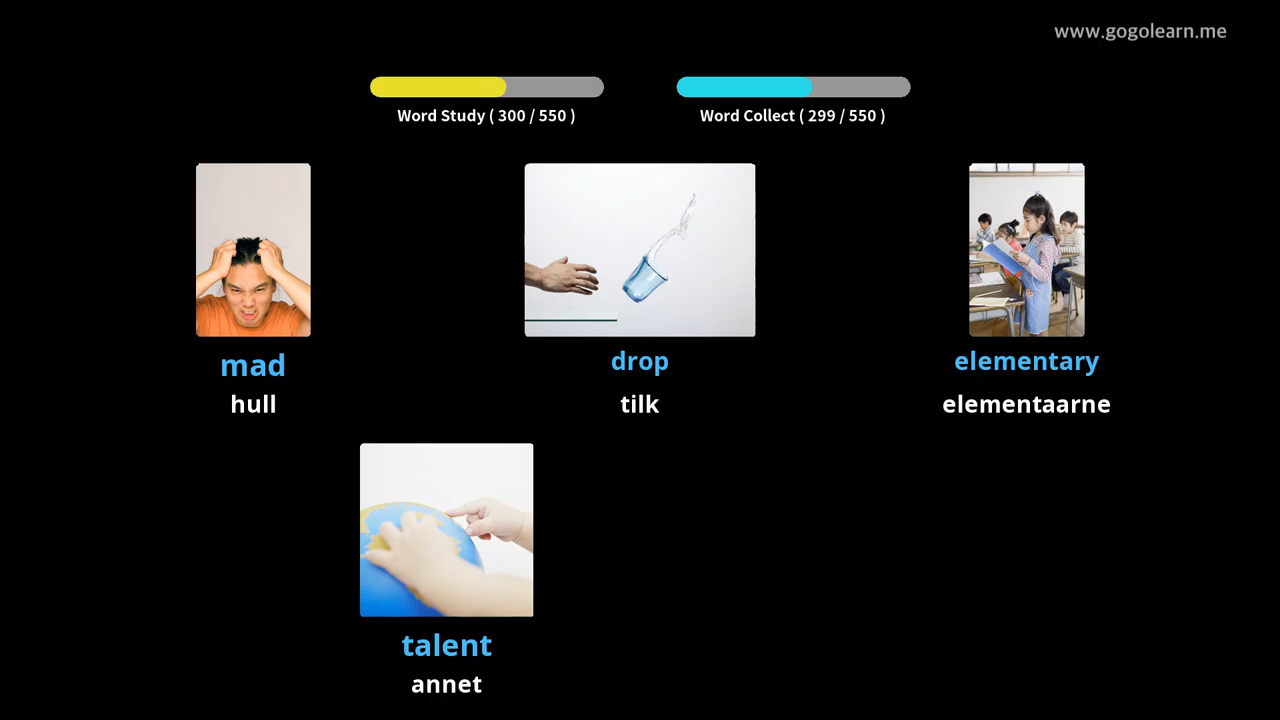 www.gogolearn.me
Word Study ( 300 / 550 )
Word Collect ( 299 / 550 )
mad
hull
drop
tilk
elementary
elementaarne
talent
annet